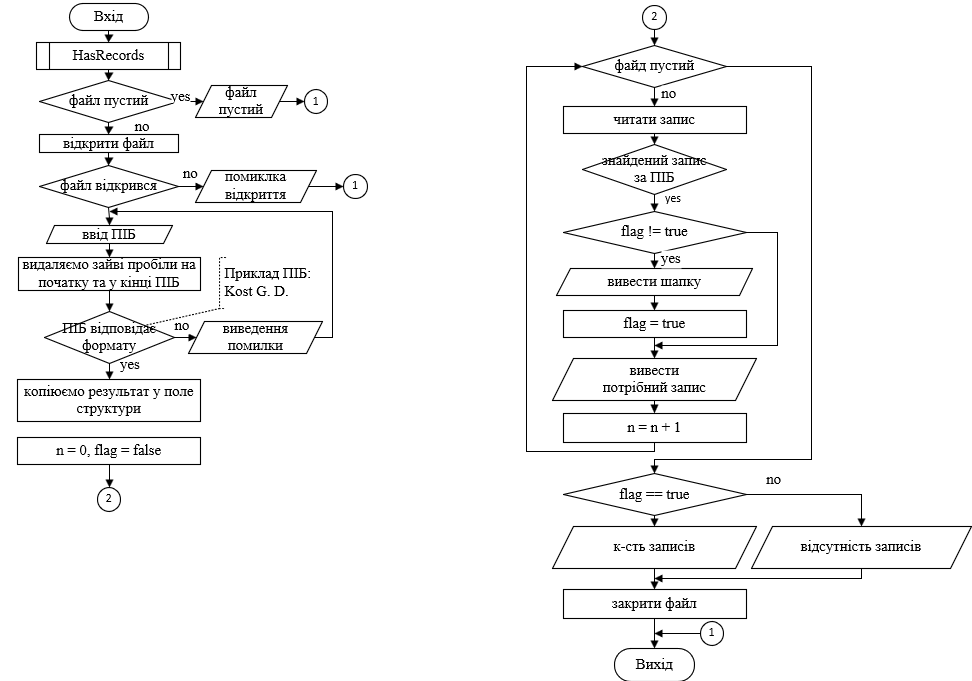 Вхід
HasRecords
файл пустий
yes
файл
пустий
1
no
відкрити файл
файл відкрився
no
помиклка
відкриття
1
ввід ПІБ
видаляємо зайві пробіли на
початку та у кінці ПІБ
Приклад ПІБ:
Kost G. D.
ПІБ відповідає
формату
no
виведення
помилки
yes
копіюємо результат у поле
структури
n = 0, flag = false
2
2
файд пустий
no
читати запис
знайдений запис
за ПІБ
yes
flag != true
yes
вивести шапку
flag = true
вивести
потрібний запис
n = n + 1
flag == true
no
к-сть записів
відсутність записів
закрити файл
1
Вихід